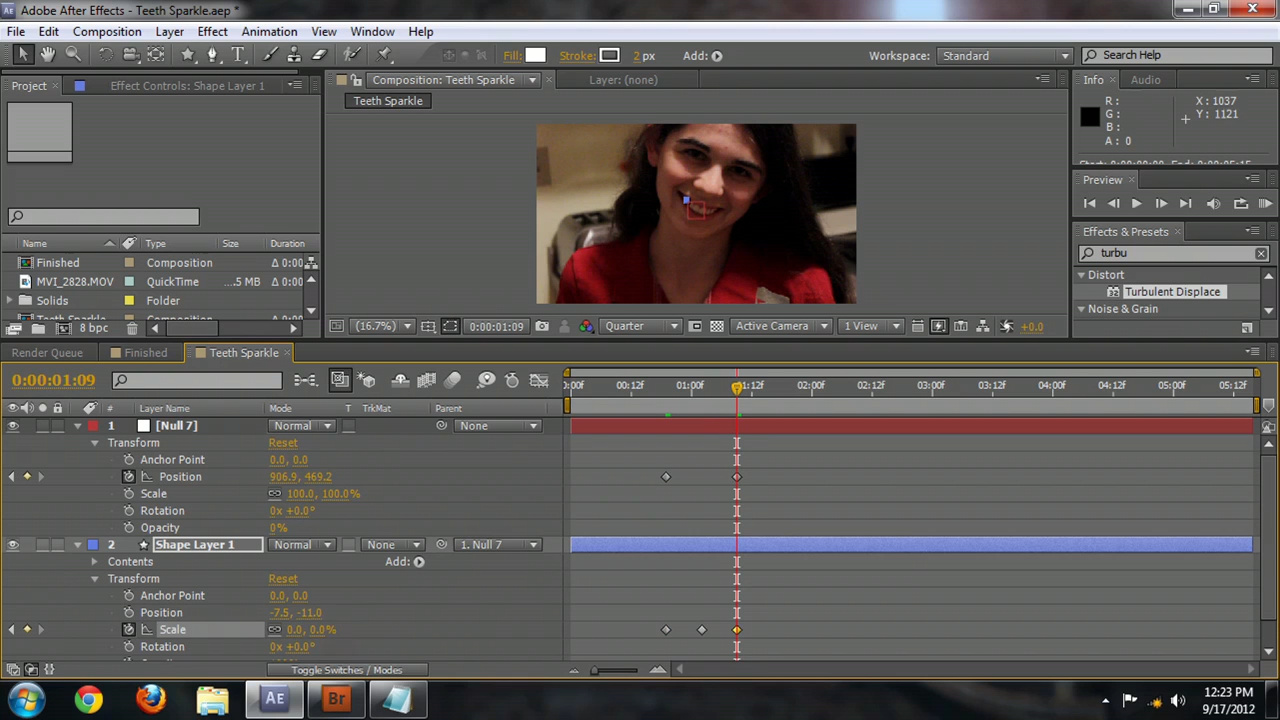 Adobe After Effects - Teeth Sparkle.aep *
File Edit Composition Layer Effect Animation View Window Help
Fill: Stroke: 2 px Add: Workspace: Standard Search Help
Project Effect Controls: Shape Layer 1 Composition: Teeth Sparkle Layer: (none) Info Audio
Teeth Sparkle
R: X: 1037
G: Y: 1121
B:
A: 0
Preview
Effects & Presets
turbu
Name Type Size Duration
Distort
Finished Composition Δ 0:00
MVI_2828.MOV QuickTime ...5 MB Δ 0:00
Turbulent Displace
Solids Folder
Noise & Grain
8 bpc (16.7%) 0:00:01:09 Quarter Active Camera 1 View +0.0
Render Queue Finished Teeth Sparkle
0:00:01:09 :00f 00:12f 01:00f 1:12f 02:00f 02:12f 03:00f 03:12f 04:00f 04:12f 05:00f 05:12f
# Layer Name Mode T TrkMat Parent
1 [Null 7] Normal None
Transform Reset
Anchor Point 0.0, 0.0
Position 906.9, 469.2
Scale 100.0, 100.0%
Rotation 0x +0.0°
Opacity 0%
2 Shape Layer 1 Normal None 1. Null 7
Contents Add:
Transform Reset
Anchor Point 0.0, 0.0
Position -7.5, -11.0
Scale 0.0, 0.0%
Rotation 0x +0.0°
Toggle Switches / Modes
AE Br
12:23 PM
9/17/2012